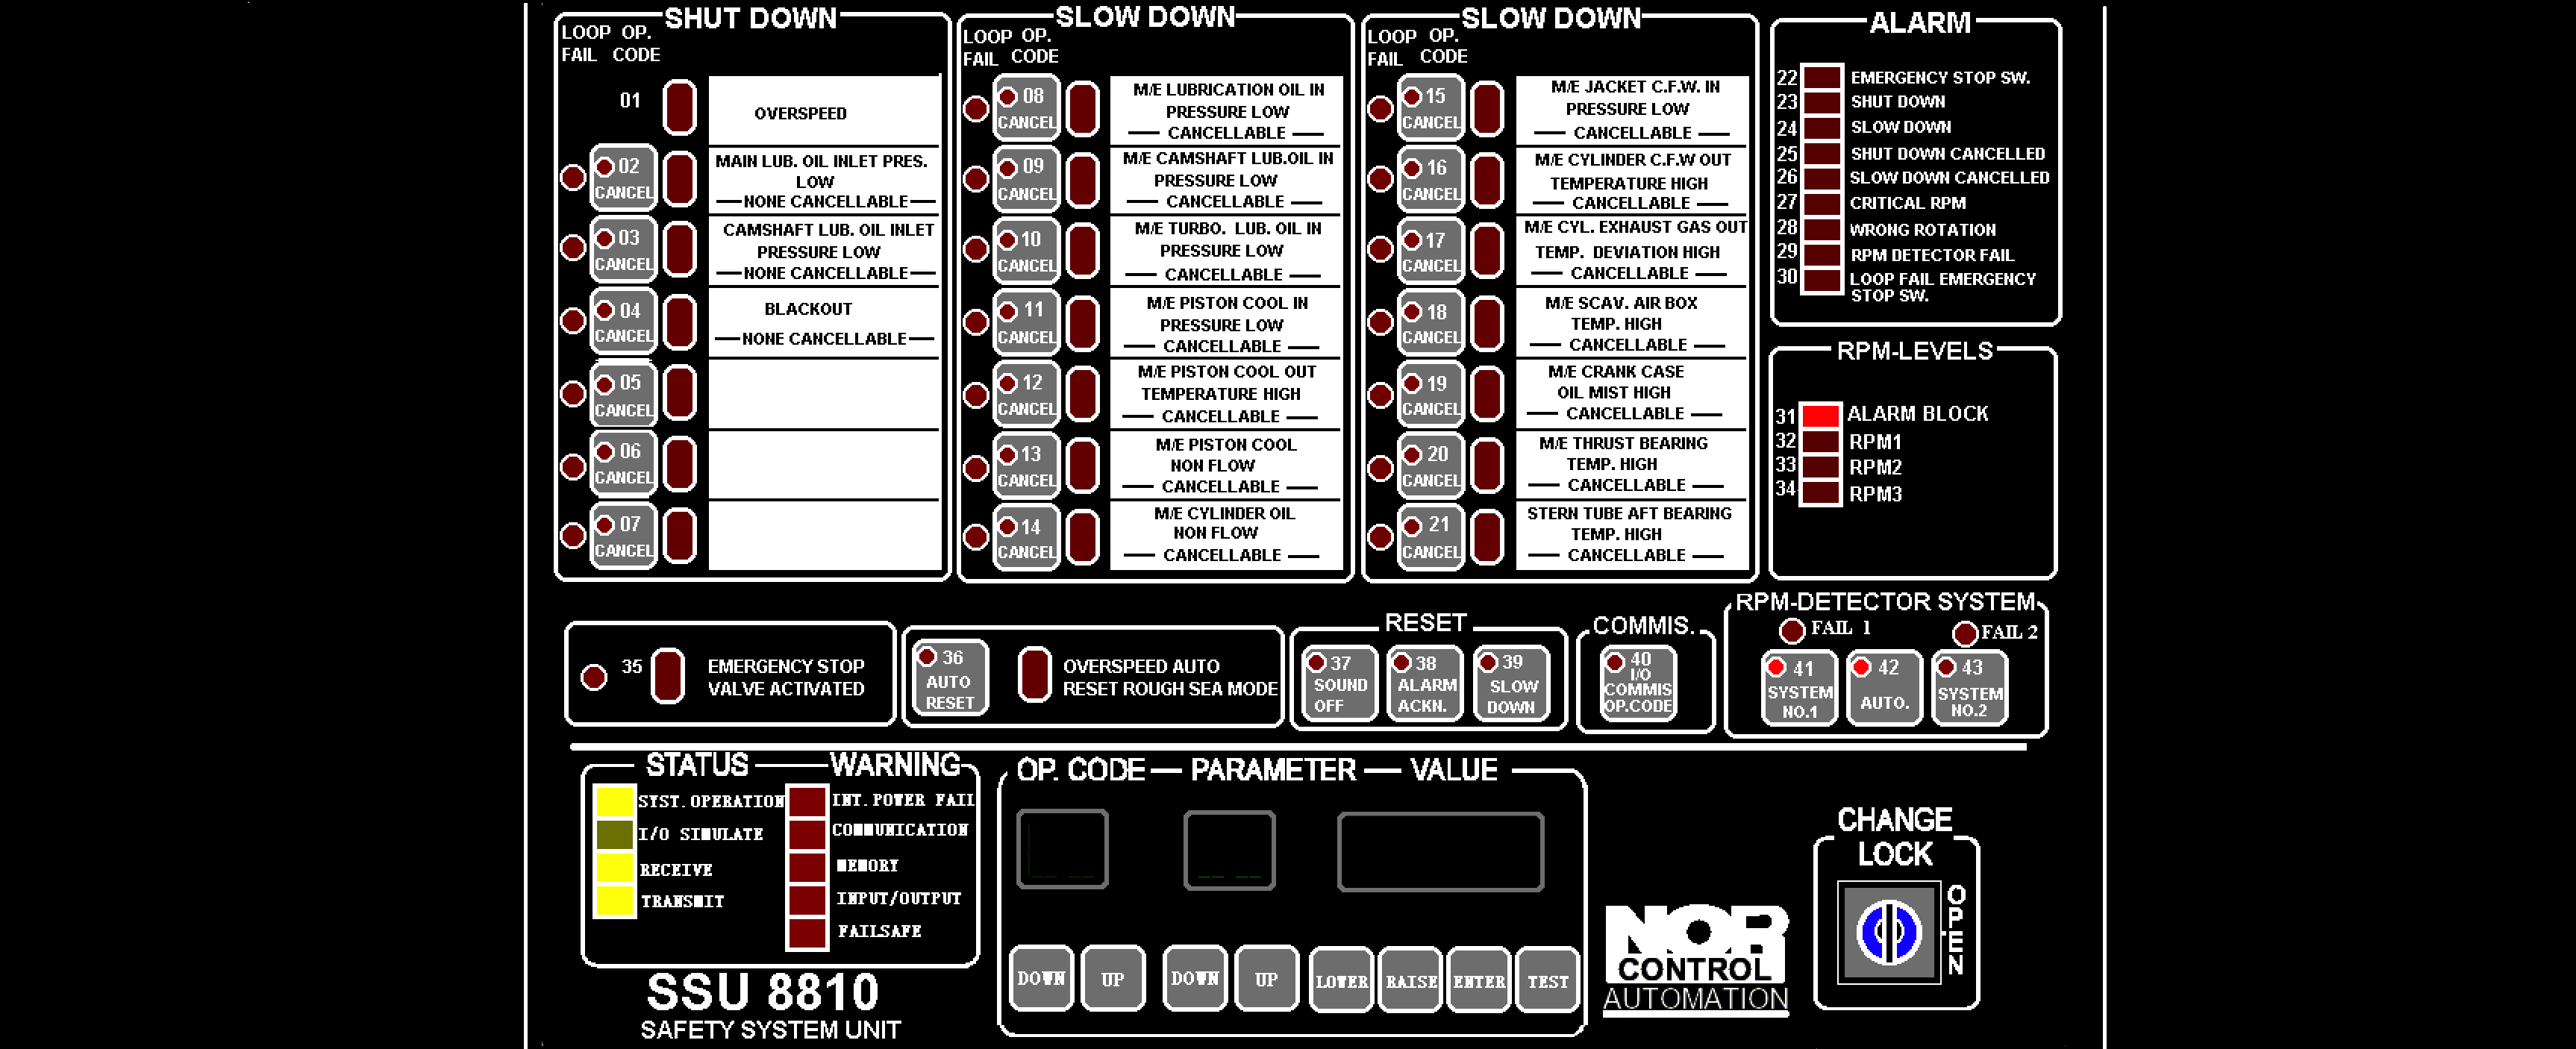 SHUT DOWN
LOOP OP.
FAIL CODE
01
OVERSPEED
02
CANCEL
MAIN LUB. OIL INLET PRES.
LOW
NONE CANCELLABLE
03
CANCEL
CAMSHAFT LUB. OIL INLET
PRESSURE LOW
NONE CANCELLABLE
04
CANCEL
BLACKOUT
NONE CANCELLABLE
05
CANCEL
06
CANCEL
07
CANCEL
SLOW DOWN
LOOP OP.
FAIL CODE
08
CANCEL
M/E LUBRICATION OIL IN
PRESSURE LOW
CANCELLABLE
09
CANCEL
M/E CAMSHAFT LUB.OIL IN
PRESSURE LOW
CANCELLABLE
10
CANCEL
M/E TURBO. LUB. OIL IN
PRESSURE LOW
CANCELLABLE
11
CANCEL
M/E PISTON COOL IN
PRESSURE LOW
CANCELLABLE
12
CANCEL
M/E PISTON COOL OUT
TEMPERATURE HIGH
CANCELLABLE
13
CANCEL
M/E PISTON COOL
NON FLOW
CANCELLABLE
14
CANCEL
M/E CYLINDER OIL
NON FLOW
CANCELLABLE
SLOW DOWN
LOOP OP.
FAIL CODE
15
CANCEL
M/E JACKET C.F.W. IN
PRESSURE LOW
CANCELLABLE
16
CANCEL
M/E CYLINDER C.F.W OUT
TEMPERATURE HIGH
CANCELLABLE
17
CANCEL
M/E CYL. EXHAUST GAS OUT
TEMP. DEVIATION HIGH
CANCELLABLE
18
CANCEL
M/E SCAV. AIR BOX
TEMP. HIGH
CANCELLABLE
19
CANCEL
M/E CRANK CASE
OIL MIST HIGH
CANCELLABLE
20
CANCEL
M/E THRUST BEARING
TEMP. HIGH
CANCELLABLE
21
CANCEL
STERN TUBE AFT BEARING
TEMP. HIGH
CANCELLABLE
ALARM
22 EMERGENCY STOP SW.
23 SHUT DOWN
24 SLOW DOWN
25 SHUT DOWN CANCELLED
26 SLOW DOWN CANCELLED
27 CRITICAL RPM
28 WRONG ROTATION
29 RPM DETECTOR FAIL
30 LOOP FAIL EMERGENCY
STOP SW.
RPM-LEVELS
31 ALARM BLOCK
32 RPM1
33 RPM2
34 RPM3
35 EMERGENCY STOP
VALVE ACTIVATED
36
AUTO
RESET
OVERSPEED AUTO
RESET ROUGH SEA MODE
RESET
37
SOUND
OFF
38
ALARM
ACKN.
39
SLOW
DOWN
COMMIS.
40
I/O
COMMIS
OP.CODE
RPM-DETECTOR SYSTEM
FAIL 1
FAIL 2
41
SYSTEM
NO.1
42
AUTO.
43
SYSTEM
NO.2
STATUS
SYST.OPERATION
I/O SIMULATE
RECEIVE
TRANSMIT
WARNING
INT.POWER FAIL
COMMUNICATION
MEMORY
INPUT/OUTPUT
FAILSAFE
SSU 8810
SAFETY SYSTEM UNIT
OP. CODE PARAMETER VALUE
DOWN UP DOWN UP LOWER RAISE ENTER TEST
NOR
CONTROL
AUTOMATION
CHANGE
LOCK
OPEN